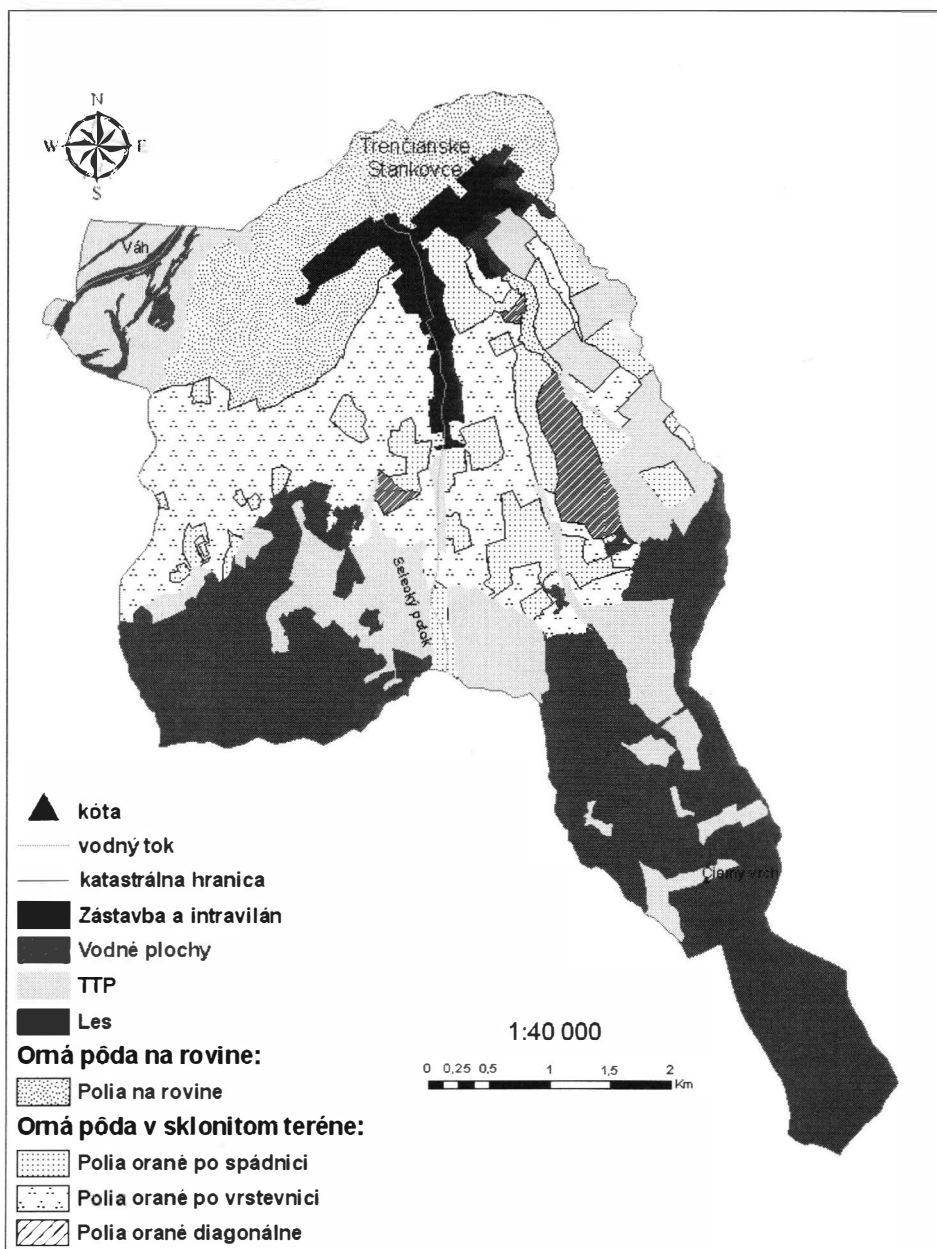 N
W E
S
Trenčianske
Stankovce
Váh
Selecký potok
Čierny vrch
kóta
vodný tok
katastrálna hranica
Zástavba a intravilán
Vodné plochy
TTP
Les
Orná pôda na rovine:
Polia na rovine
Orná pôda v sklonitom teréne:
Polia orané po spádnici
Polia orané po vrstevnici
Polia orané diagonálne
1:40 000
0 0,25 0,5 1 1,5 2
Km